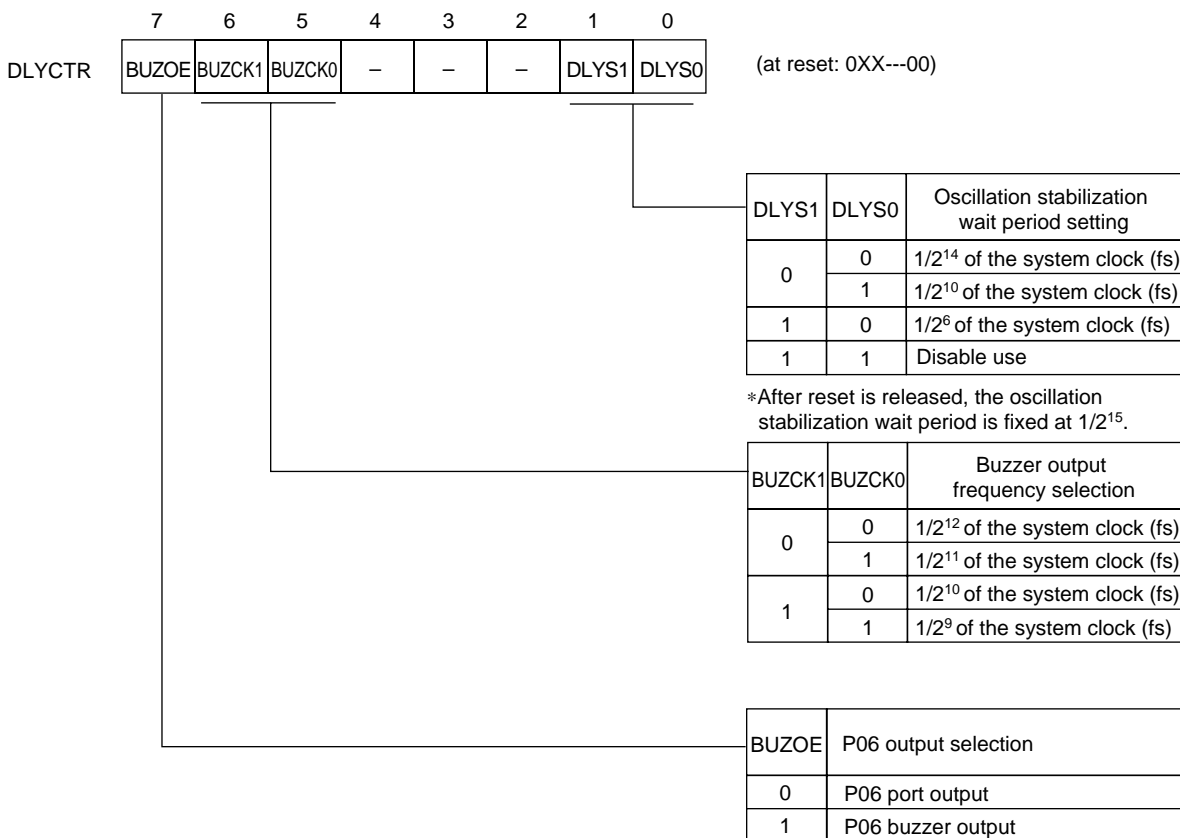 7 6 5 4 3 2 1 0
DLYCTR BUZOE BUZCK1 BUZCK0 – – – DLYS1 DLYS0 (at reset: 0XX---00)
DLYS1 DLYS0 Oscillation stabilization
wait period setting
0 0 1/2¹⁴ of the system clock (fs)
1 1/2¹⁰ of the system clock (fs)
1 0 1/2⁶ of the system clock (fs)
1 1 Disable use
*After reset is released, the oscillation
stabilization wait period is fixed at 1/2¹⁵.
BUZCK1 BUZCK0 Buzzer output
frequency selection
0 0 1/2¹² of the system clock (fs)
1 1/2¹¹ of the system clock (fs)
1 0 1/2¹⁰ of the system clock (fs)
1 1/2⁹ of the system clock (fs)
BUZOE P06 output selection
0 P06 port output
1 P06 buzzer output